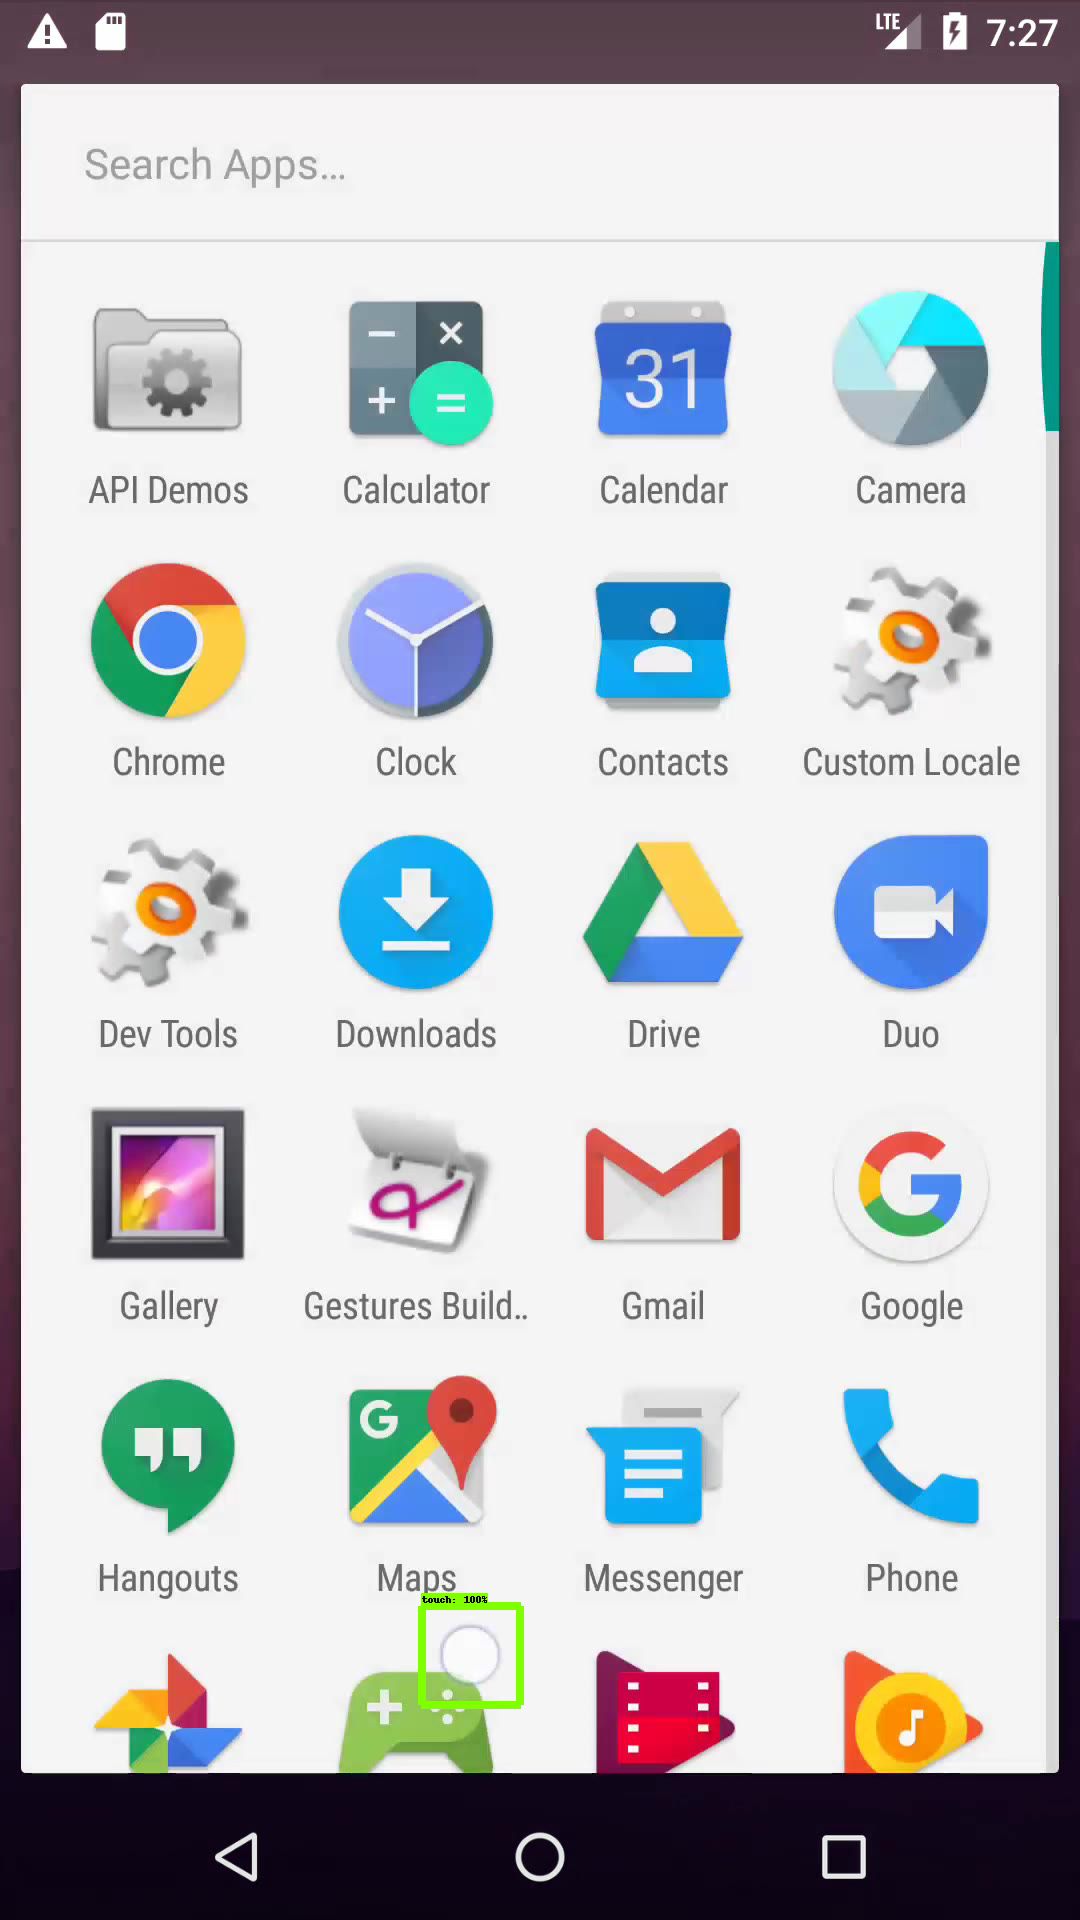 LTE 7:27
Search Apps...
31
API Demos Calculator Calendar Camera
Chrome Clock Contacts Custom Locale
Dev Tools Downloads Drive Duo
G
Gallery Gestures Build.. Gmail Google
G
Hangouts Maps Messenger Phone
touch: 100%